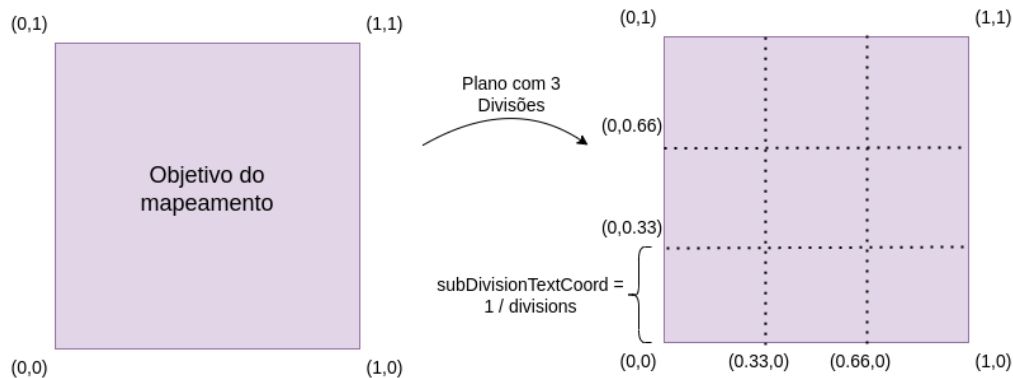 (0,1)
(1,1)
Objetivo do
mapeamento
(0,0)
(1,0)
Plano com 3
Divisões
(0,1)
(1,1)
(0,0.66)
(0,0.33)
subDivisionTextCoord =
1 / divisions
(0,0)
(0.33,0)
(0.66,0)
(1,0)